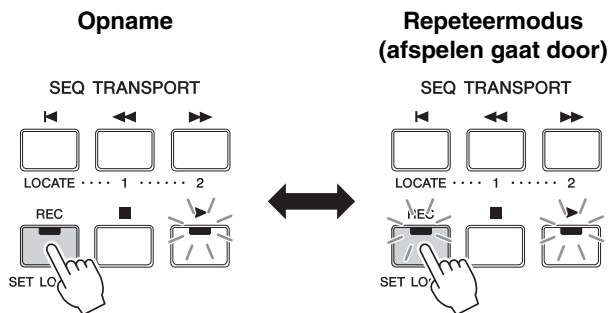 Opname
SEQ TRANSPORT
LOCATE 1 2
REC
SET LO
Repeteermodus
(afspelen gaat door)
SEQ TRANSPORT
LOCATE 1 2
REC
SET LO